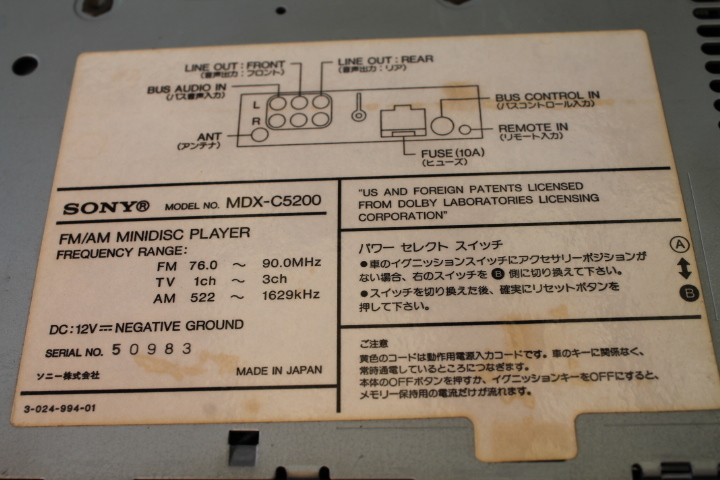 LINE OUT : FRONT
(音声出力 : フロント)
LINE OUT : REAR
(音声出力 : リア)
BUS AUDIO IN
(バス音声入力)
L
R
ANT
(アンテナ)
BUS CONTROL IN
(バスコントロール入力)
REMOTE IN
(リモート入力)
FUSE (10A)
(ヒューズ)
SONY® MODEL NO. MDX-C5200
FM/AM MINIDISC PLAYER
FREQUENCY RANGE:
FM 76.0 ～ 90.0MHz
TV 1ch ～ 3ch
AM 522 ～ 1629kHz
DC : 12V ⎓ NEGATIVE GROUND
SERIAL NO. 50983
ソニー株式会社 MADE IN JAPAN
3-024-994-01
"US AND FOREIGN PATENTS LICENSED
FROM DOLBY LABORATORIES LICENSING
CORPORATION"
パワー セレクト スイッチ
●車のイグニッションスイッチにアクセサリーポジションが
ない場合、右のスイッチを Ⓑ 側に切り換えて下さい。
●スイッチを切り換えた後、確実にリセットボタンを
押して下さい。
Ⓐ
Ⓑ
ご注意
黄色のコードは動作用電源入力コードです。車のキーに関係なく、
常時通電しているところにつなぎます。
本体のOFFボタンを押すか、イグニッションキーをOFFにすると、
メモリー保持用の電流だけが流れます。